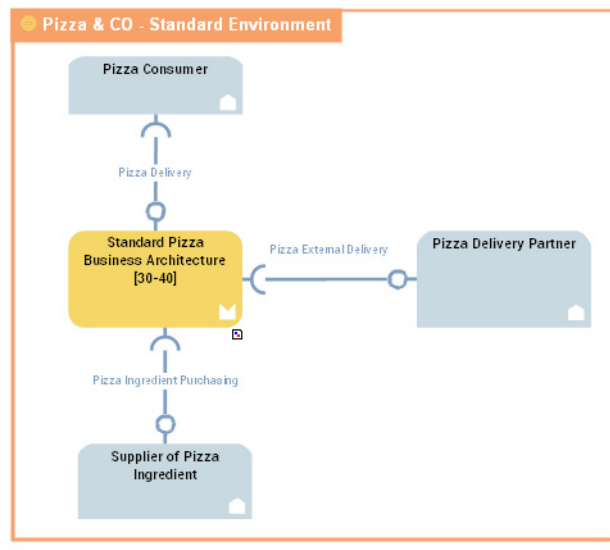 Pizza & CO - Standard Environment
Pizza Consumer
Pizza Delivery
Standard Pizza
Business Architecture
[30-40]
Pizza External Delivery
Pizza Delivery Partner
Pizza Ingredient Purchasing
Supplier of Pizza
Ingredient